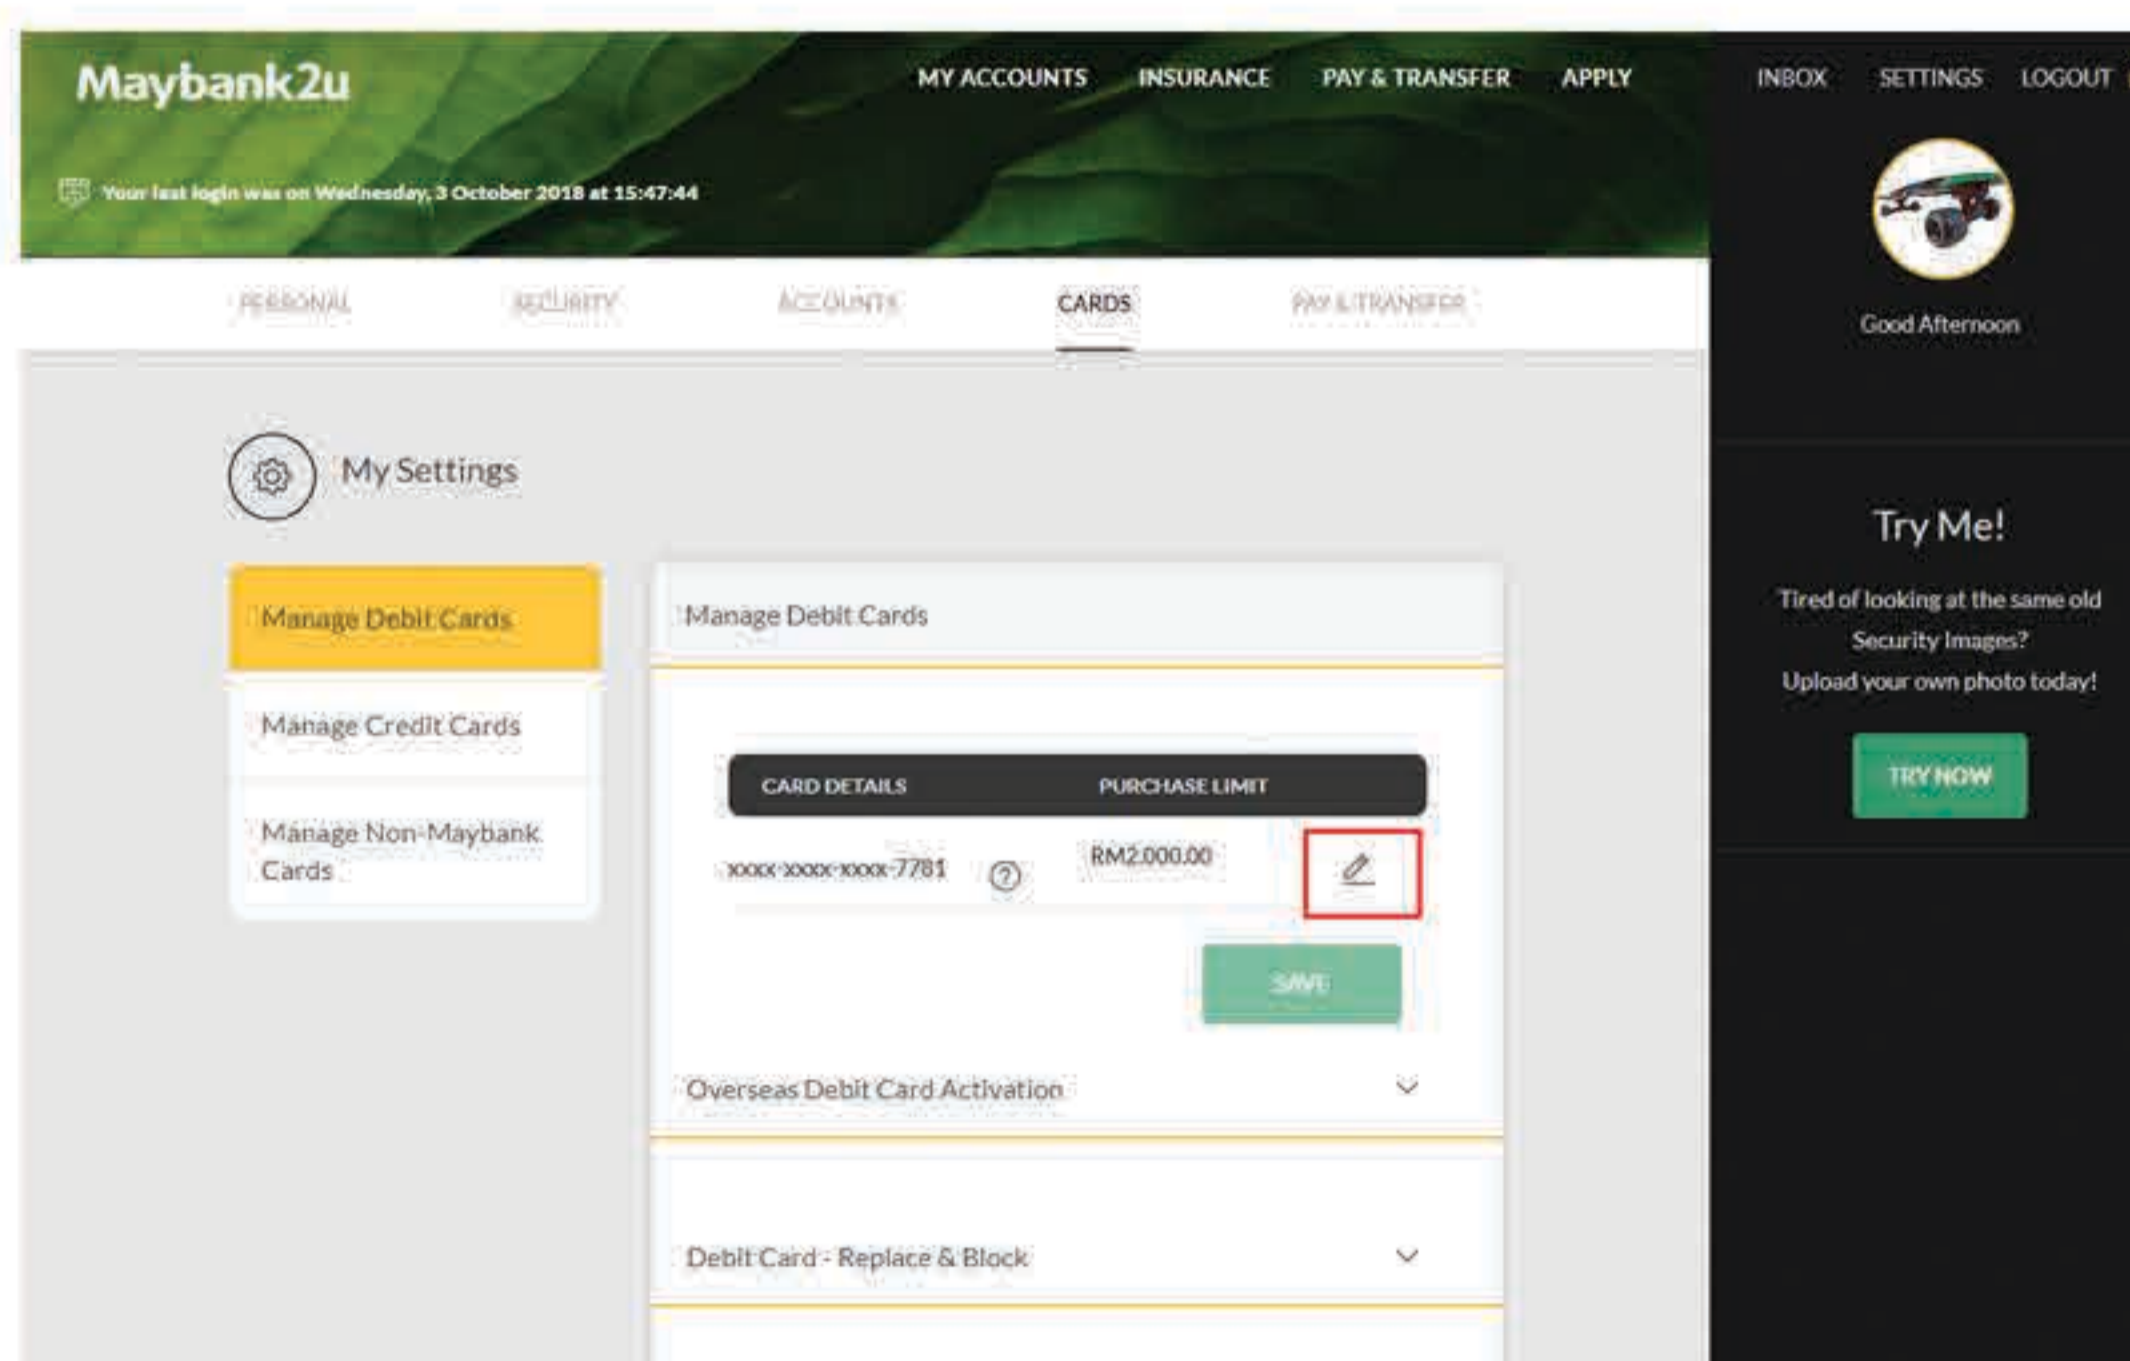 Maybank2u
MY ACCOUNTS INSURANCE PAY & TRANSFER APPLY
INBOX SETTINGS LOGOUT
Your last login was on Wednesday, 3 October 2018 at 15:47:44
PERSONAL SECURITY ACCOUNTS CARDS PAY & TRANSFER
Good Afternoon
My Settings
Try Me!
Tired of looking at the same old
Security Images?
Upload your own photo today!
TRY NOW
Manage Debit Cards
Manage Credit Cards
Manage Non-Maybank
Cards
Manage Debit Cards
CARD DETAILS PURCHASE LIMIT
xxxx-xxxx-xxxx-7781 ? RM2,000.00
SAVE
Overseas Debit Card Activation
Debit Card - Replace & Block